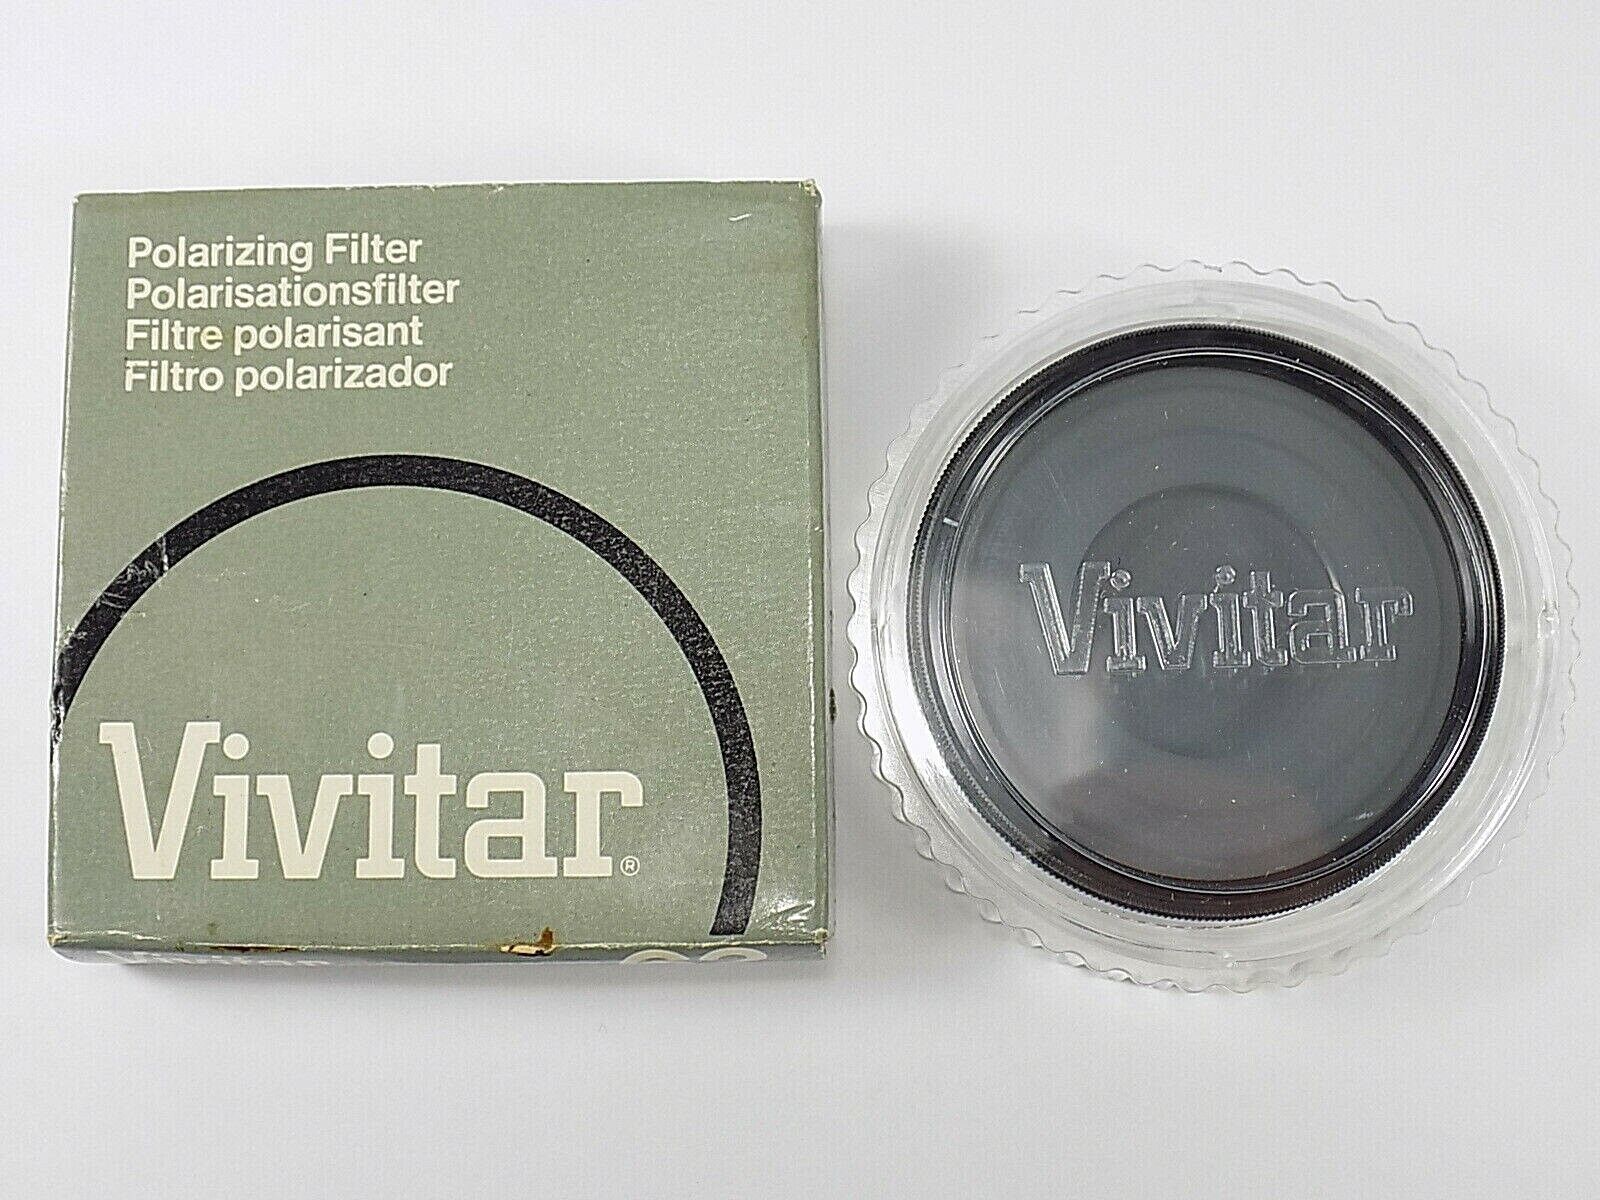 Polarizing Filter
Polarisationsfilter
Filtre polarisant
Filtro polarizador
Vivitar®
Vivitar